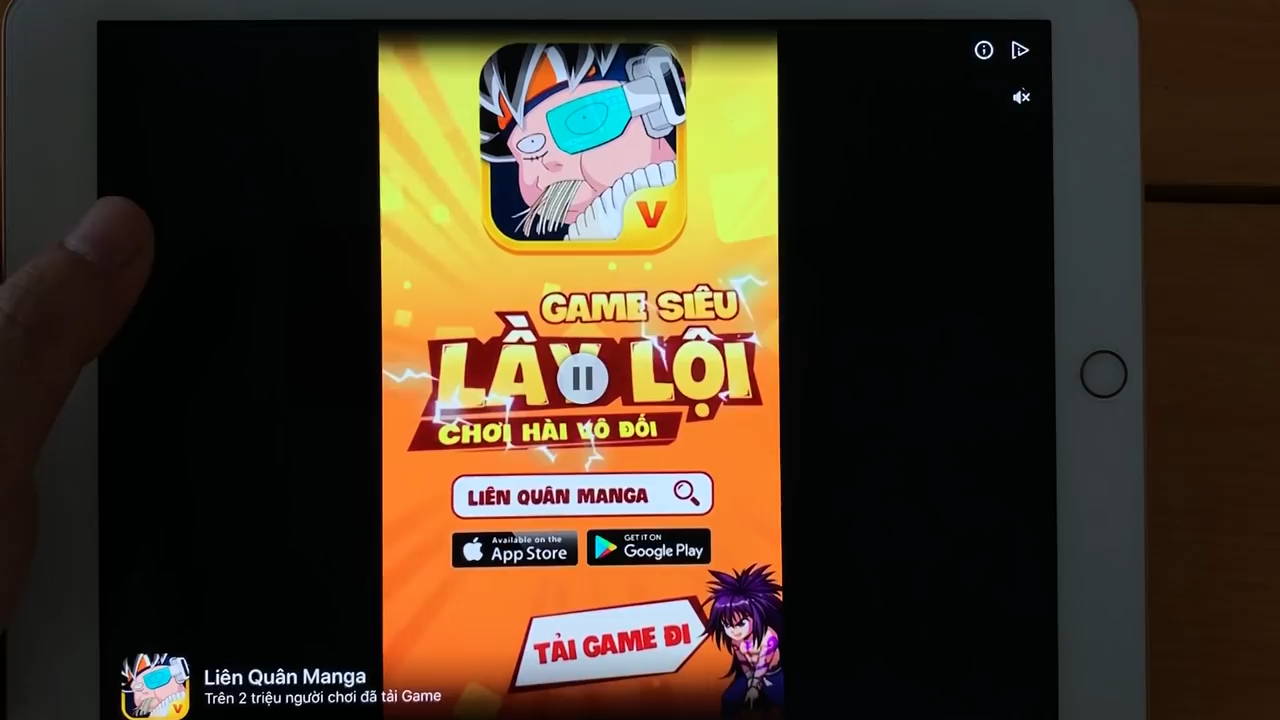 V
GAME SIÊU
LẦY LỘI
CHƠI HÀI VÔ ĐỐI
LIÊN QUÂN MANGA
Available on the
App Store
GET IT ON
Google Play
TẢI GAME ĐI
V
Liên Quân Manga
Trên 2 triệu người chơi đã tải Game